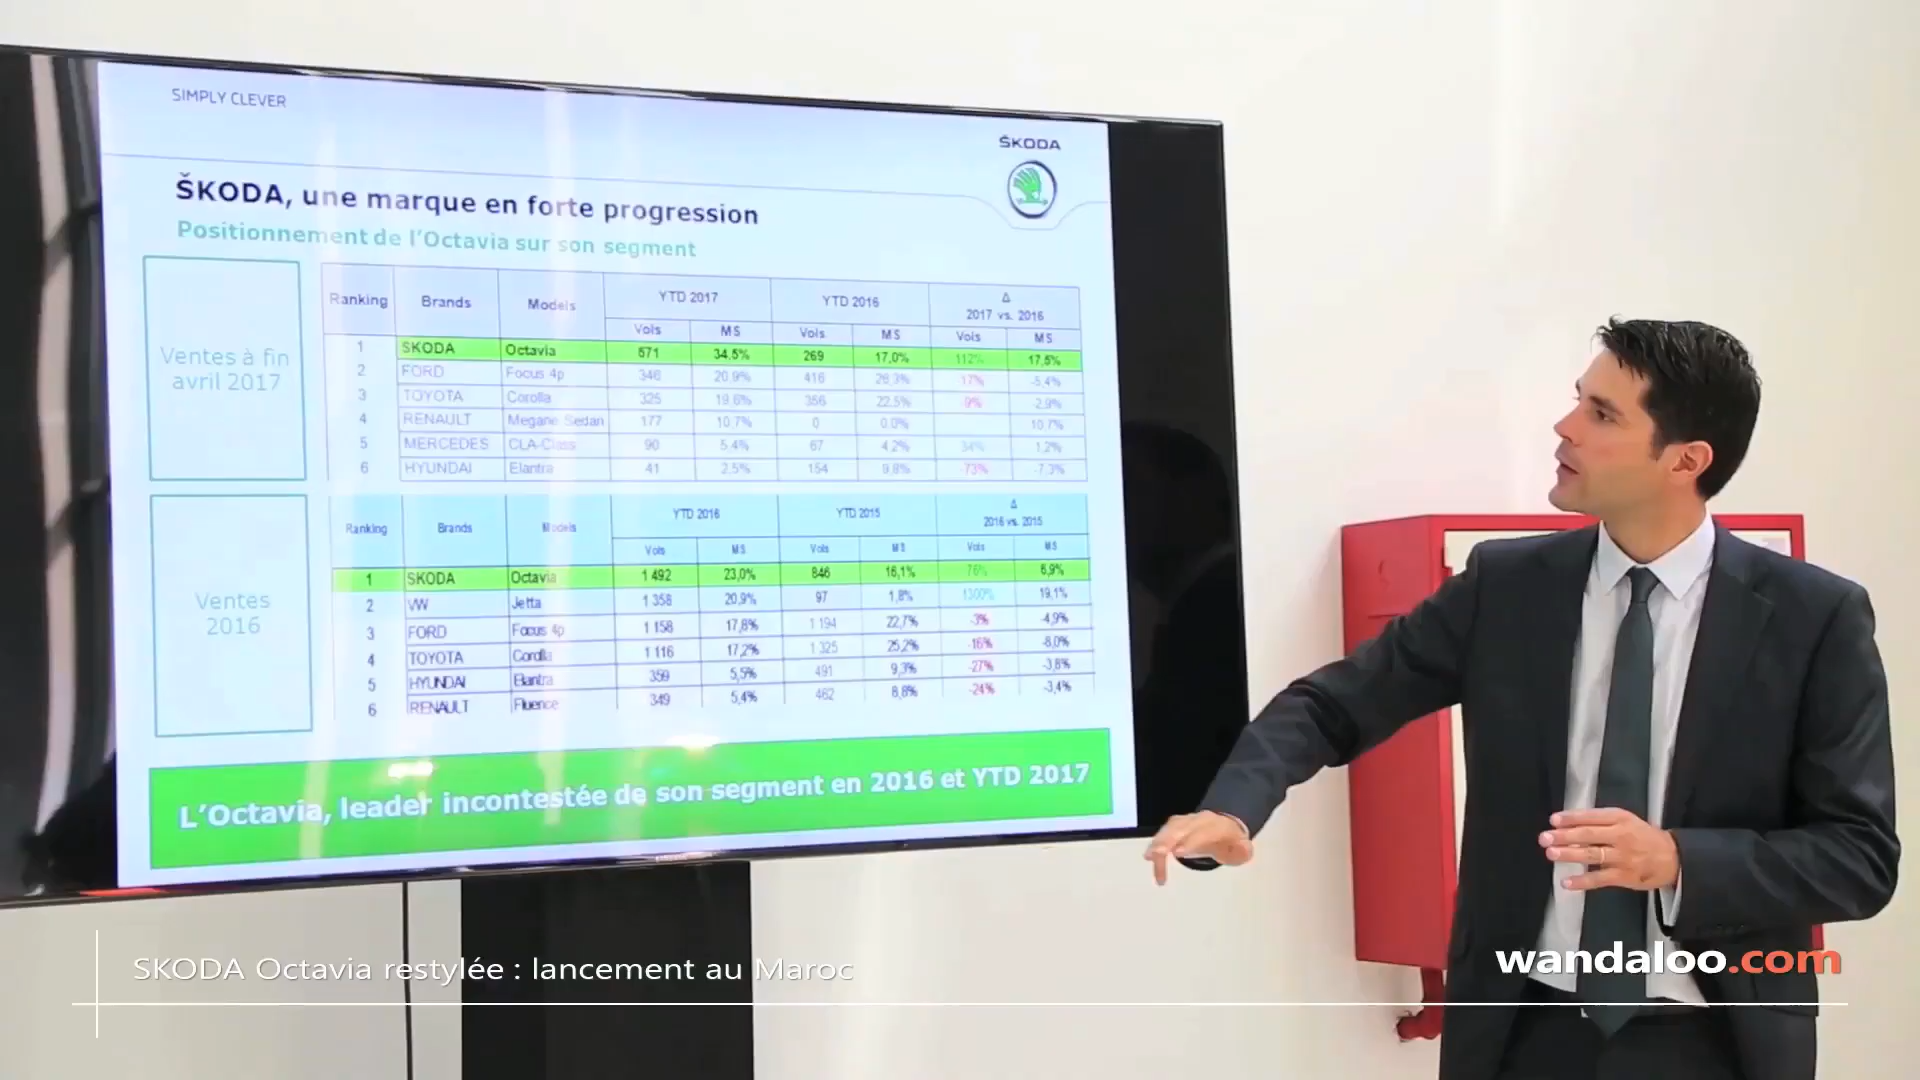 SIMPLY CLEVER
ŠKODA
ŠKODA, une marque en forte progression
Positionnement de l'Octavia sur son segment
Ventes à fin
avril 2017
Ranking Brands Models YTD 2017 YTD 2016 Δ
2017 vs. 2016
Vols MS Vols MS Vols MS
1 SKODA Octavia 571 34,5% 269 17,0% 112% 17,5%
2 FORD Focus 4p 346 20,9% 416 26,3% -17% -5,4%
3 TOYOTA Corolla 325 19,6% 356 22,5% -9% -2,9%
4 RENAULT Megane Sedan 177 10,7% 0 0,0% 10,7%
5 MERCEDES CLA-Class 90 5,4% 67 4,2% 34% 1,2%
6 HYUNDAI Elantra 41 2,5% 154 9,8% -73% -7,3%
Ventes
2016
Ranking Brands Models YTD 2016 YTD 2015 Δ
2016 vs. 2015
Vols MS Vols MS Vols MS
1 SKODA Octavia 1 492 23,0% 846 16,1% 76% 6,9%
2 VW Jetta 1 358 20,9% 97 1,8% 1300% 19,1%
3 FORD Focus 4p 1 158 17,8% 1 194 22,7% -3% -4,9%
4 TOYOTA Corolla 1 116 17,2% 1 325 25,2% -16% -8,0%
5 HYUNDAI Elantra 359 5,5% 491 9,3% -27% -3,8%
6 RENAULT Fluence 349 5,4% 462 8,8% -24% -3,4%
L'Octavia, leader incontestée de son segment en 2016 et YTD 2017
SKODA Octavia restylée : lancement au Maroc
wandaloo.com